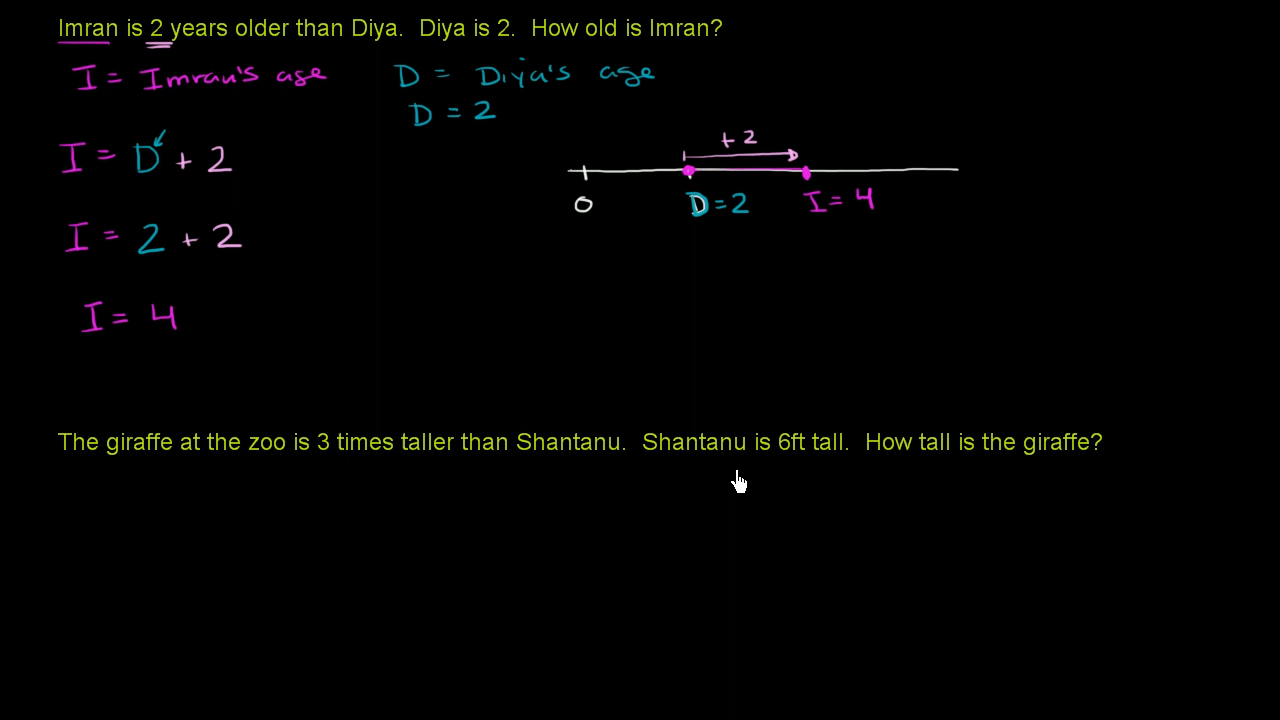 Imran is 2 years older than Diya. Diya is 2. How old is Imran?
I = Imran's age D = Diya's age
D = 2
I = D + 2
+ 2
0 D = 2 I = 4
I = 2 + 2
I = 4
The giraffe at the zoo is 3 times taller than Shantanu. Shantanu is 6ft tall. How tall is the giraffe?